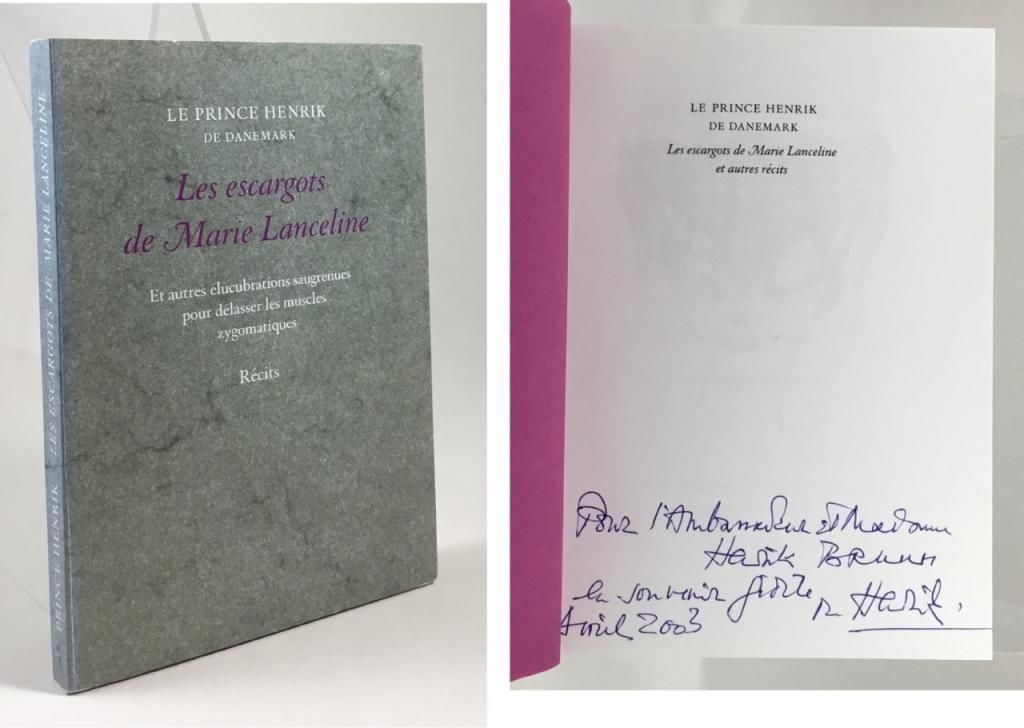 PRINCE HENRIK LES ESCARGOTS DE MARIE LANCELINE
LE PRINCE HENRIK
DE DANEMARK
Les escargots
de Marie Lanceline
Et autres élucubrations saugrenues
pour délasser les muscles
zygomatiques
Récits
LE PRINCE HENRIK
DE DANEMARK
Les escargots de Marie Lanceline
et autres récits
Pour l'Ambassadeur et Madame
Henrik
en souvenir
Henrik,
Avril 2003